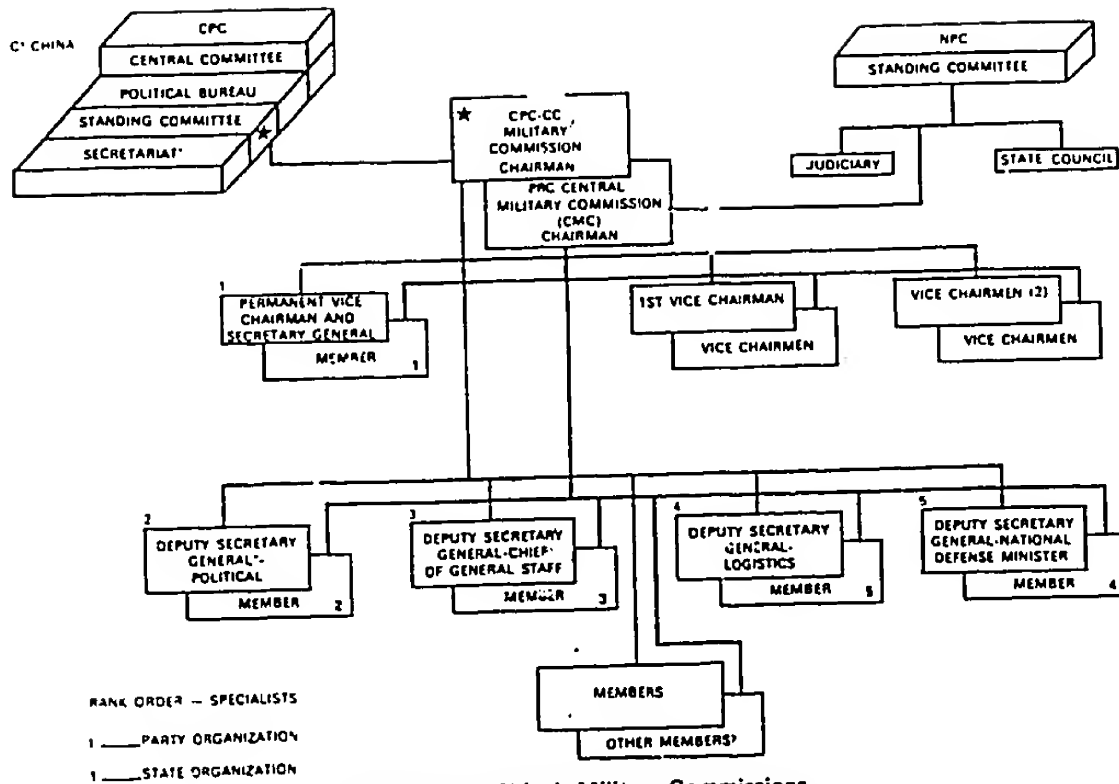 C' CHINA
CPC
CENTRAL COMMITTEE
POLITICAL BUREAU
STANDING COMMITTEE
SECRETARIAT'
NPC
STANDING COMMITTEE
JUDICIARY
STATE COUNCIL
CPC-CC
MILITARY
COMMISSION
CHAIRMAN
PRC CENTRAL
MILITARY COMMISSION
(CMC)
CHAIRMAN
1
PERMANENT VICE
CHAIRMAN AND
SECRETARY GENERAL
MEMBER 1
1ST VICE CHAIRMAN
VICE CHAIRMEN
VICE CHAIRMEN (2)
VICE CHAIRMEN
2
DEPUTY SECRETARY
GENERAL-
POLITICAL
MEMBER 2
3
DEPUTY SECRETARY
GENERAL-CHIEF
OF GENERAL STAFF
MEMBER 3
4
DEPUTY SECRETARY
GENERAL-
LOGISTICS
MEMBER 5
5
DEPUTY SECRETARY
GENERAL-NATIONAL
DEFENSE MINISTER
MEMBER 4
MEMBERS
OTHER MEMBERS?
RANK ORDER — SPECIALISTS
1 ____ PARTY ORGANIZATION
1 ____ STATE ORGANIZATION
Commissions